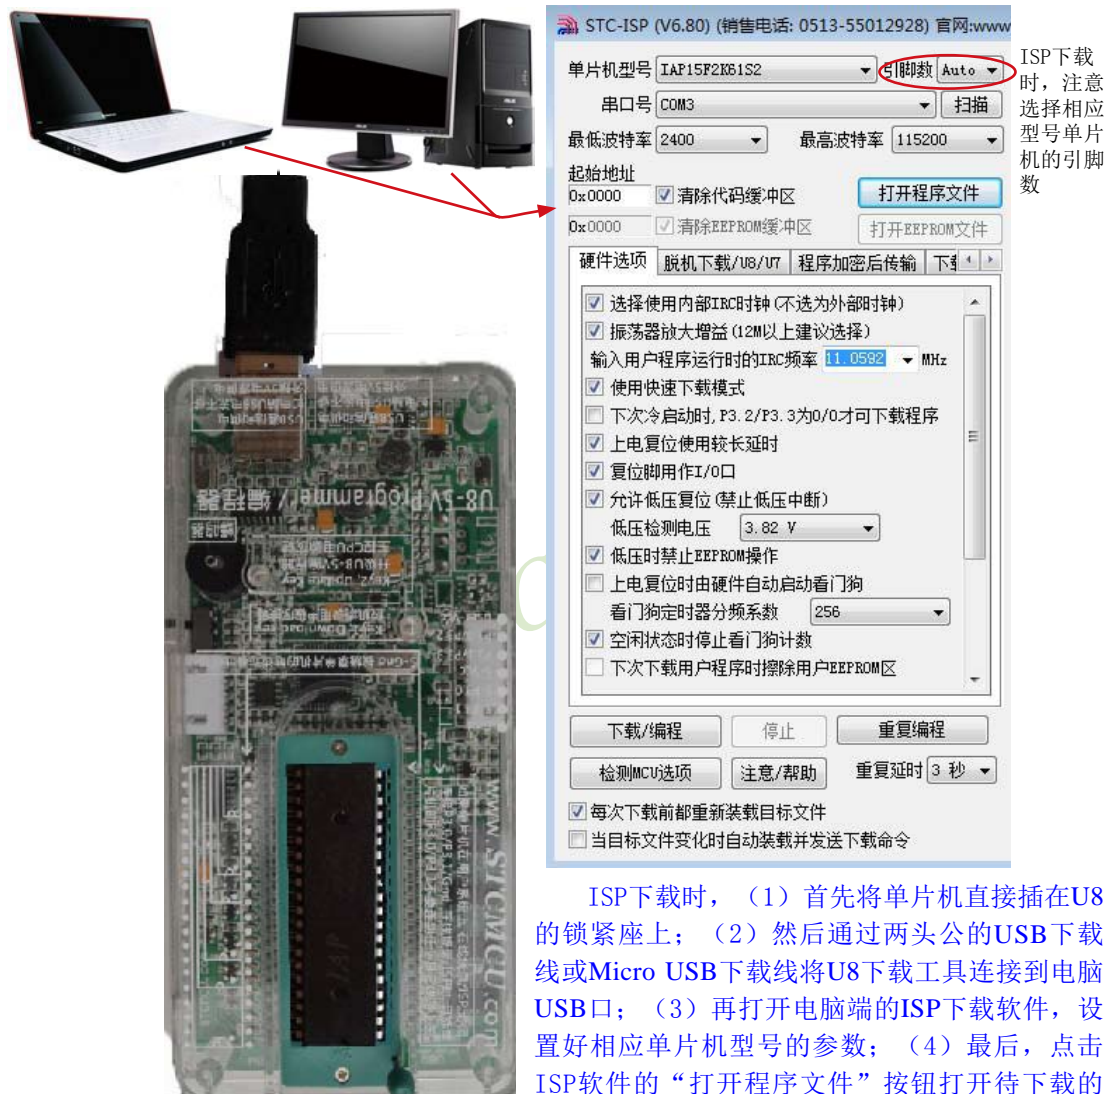 STC-ISP (V6.80) (销售电话: 0513-55012928) 官网:www
单片机型号 IAP15F2K61S2 引脚数 Auto
串口号 COM3 扫描
最低波特率 2400 最高波特率 115200
起始地址
0x0000 清除代码缓冲区 打开程序文件
0x0000 清除EEPROM缓冲区 打开EEPROM文件
硬件选项 脱机下载/U8/U7 程序加密后传输
选择使用内部IRC时钟(不选为外部时钟)
振荡器放大增益(12M以上建议选择)
输入用户程序运行时的IRC频率 11.0592 MHz
使用快速下载模式
下次冷启动时,P3.2/P3.3为0/0才可下载程序
上电复位使用较长延时
复位脚用作I/O口
允许低压复位(禁止低压中断)
低压检测电压 3.82 V
低压时禁止EEPROM操作
上电复位时由硬件自动启动看门狗
看门狗定时器分频系数 256
空闲状态时停止看门狗计数
下次下载用户程序时擦除用户EEPROM区
下载/编程 停止 重复编程
检测MCU选项 注意/帮助 重复延时 3 秒
每次下载前都重新装载目标文件
当目标文件变化时自动装载并发送下载命令
ISP下载
时，注意
选择相应
型号单片
机的引脚
数
U8-5V Programmer / 编程器
www.STCMCU.com
ISP下载时，（1）首先将单片机直接插在U8
的锁紧座上；（2）然后通过两头公的USB下载
线或Micro USB下载线将U8下载工具连接到电脑
USB口；（3）再打开电脑端的ISP下载软件，设
置好相应单片机型号的参数；（4）最后，点击
ISP软件的“打开程序文件”按钮打开待下载的